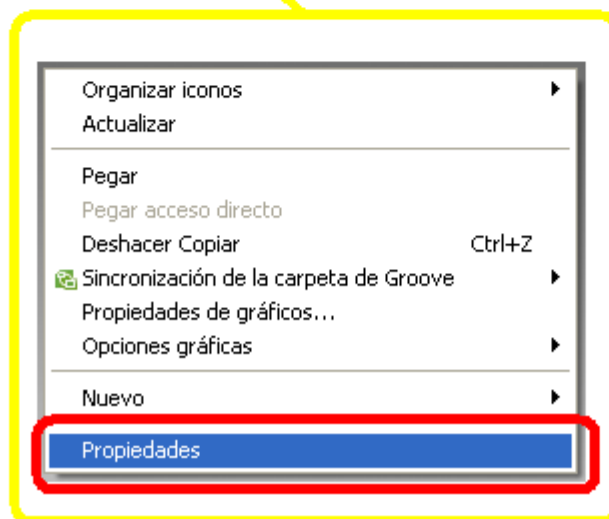 Organizar iconos
Actualizar
Pegar
Pegar acceso directo
Deshacer Copiar Ctrl+Z
Sincronización de la carpeta de Groove
Propiedades de gráficos...
Opciones gráficas
Nuevo
Propiedades